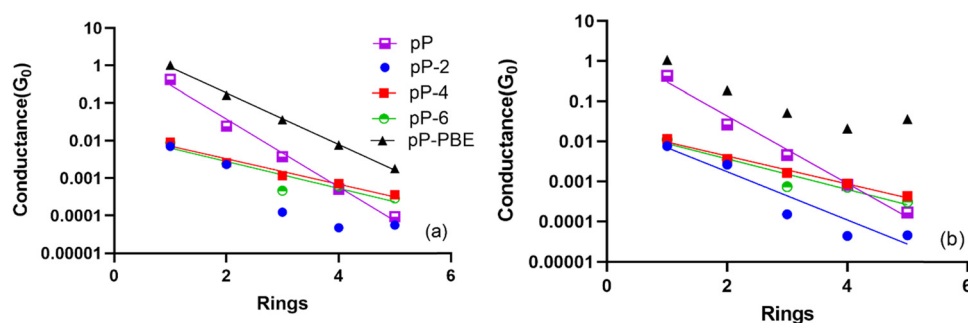 10
1
0.1
0.01
0.001
0.0001
0.00001
Conductance(G₀)
0 2 4 6
Rings
pP
pP-2
pP-4
pP-6
pP-PBE
(a)
10
1
0.1
0.01
0.001
0.0001
0.00001
Conductance(G₀)
0 2 4 6
Rings
(b)